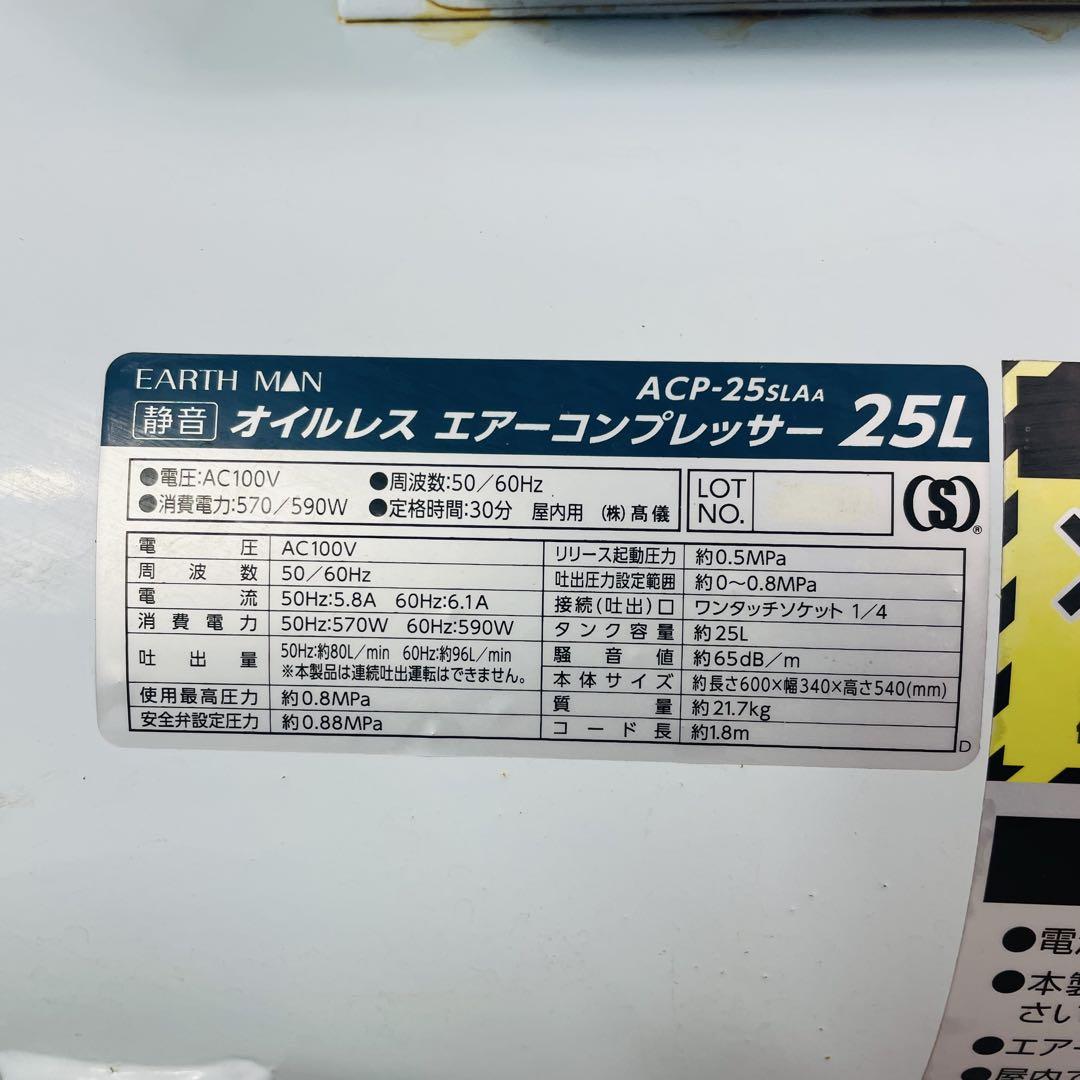 EARTH MAN
ACP-25SLAA
静音 オイルレス エアーコンプレッサー 25L
●電圧:AC100V ●周波数:50/60Hz
●消費電力:570/590W ●定格時間:30分 屋内用 (株)髙儀
LOT NO.
S
電圧 AC100V
周波数 50/60Hz
電流 50Hz:5.8A 60Hz:6.1A
消費電力 50Hz:570W 60Hz:590W
吐出量 50Hz:約80L/min 60Hz:約96L/min
※本製品は連続吐出運転はできません。
使用最高圧力 約0.8MPa
安全弁設定圧力 約0.88MPa
リリース起動圧力 約0.5MPa
吐出圧力設定範囲 約0～0.8MPa
接続(吐出)口 ワンタッチソケット 1/4
タンク容量 約25L
騒音値 約65dB/m
本体サイズ 約長さ600×幅340×高さ540(mm)
質量 約21.7kg
コード長 約1.8m
D
●電
●本製
さい
●エアー
●屋内で